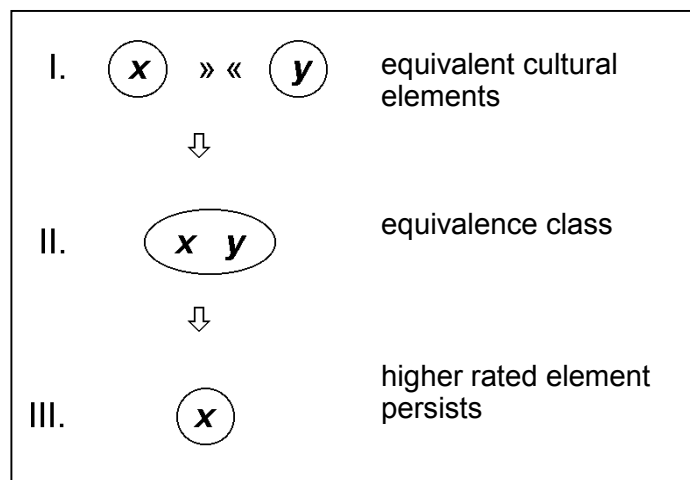 I. x » « y equivalent cultural
elements
⇩
II. x y equivalence class
⇩
higher rated element
III. x persists